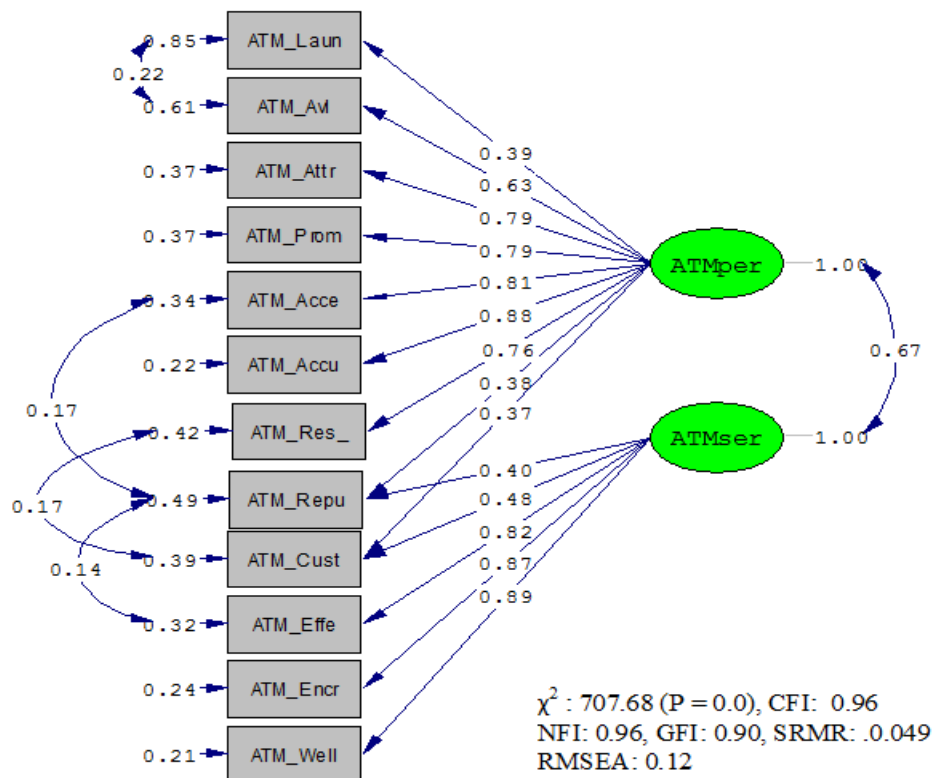 0.85 ATM_Laun
0.22
0.61 ATM_Avl
0.37 ATM_Attr
0.39
0.63
0.79
0.37 ATM_Prom
0.79
ATMper 1.00
0.81
0.34 ATM_Acce
0.88
0.22 ATM_Accu
0.76
0.67
0.38
0.37
0.17
0.42 ATM_Res_
ATMser 1.00
0.40
0.49 ATM_Repu
0.48
0.17
0.82
0.39 ATM_Cust
0.14
0.87
0.89
0.32 ATM_Effe
0.24 ATM_Encr
0.21 ATM_Well
χ² : 707.68 (P = 0.0), CFI: 0.96
NFI: 0.96, GFI: 0.90, SRMR: .0.049
RMSEA: 0.12